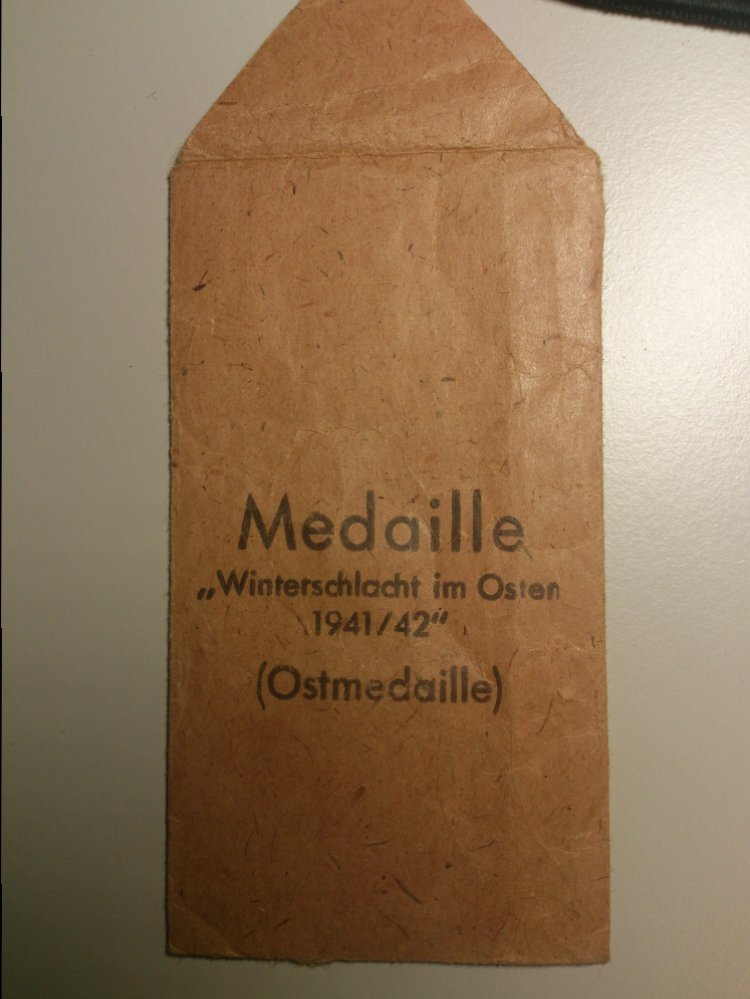 Medaille
„Winterschlacht im Osten
1941/42“
(Ostmedaille)